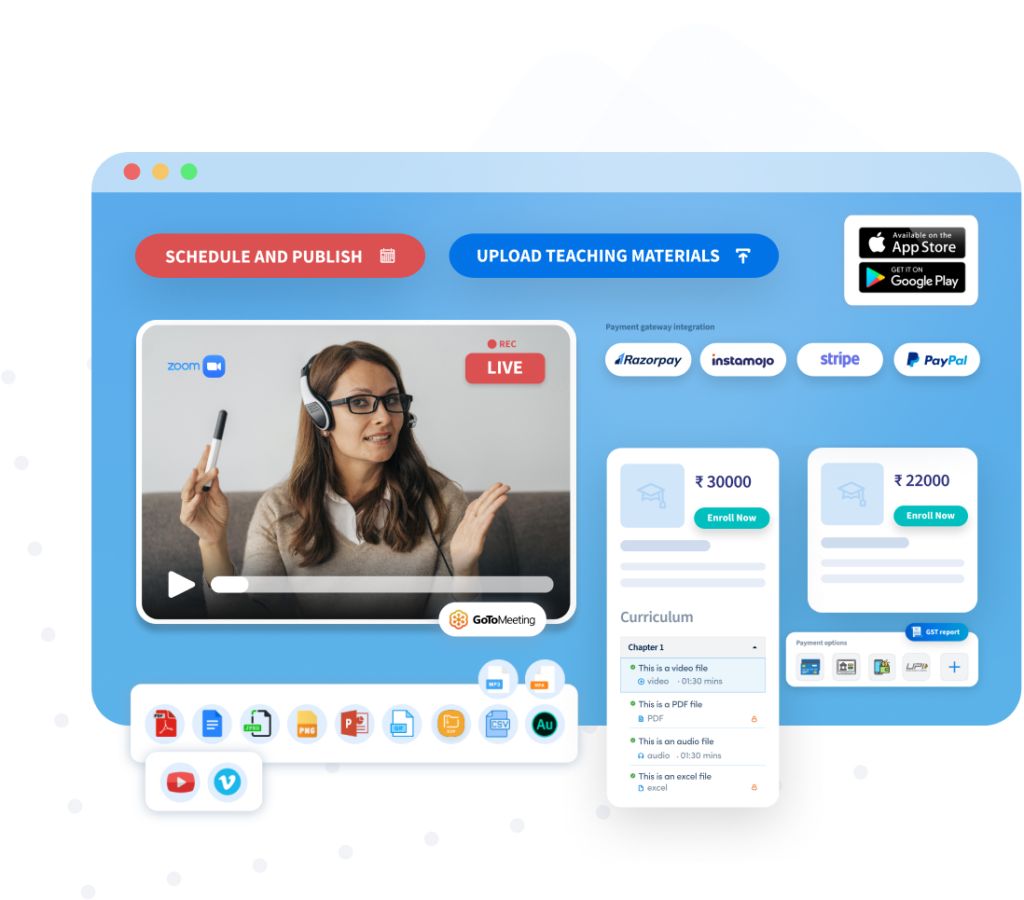 SCHEDULE AND PUBLISH
UPLOAD TEACHING MATERIALS
Available on the
App Store
GET IT ON
Google Play
Payment gateway integration
Razorpay
instamojo
stripe
PayPal
zoom
REC
LIVE
₹ 30000
Enroll Now
₹ 22000
Enroll Now
GoToMeeting
Curriculum
Chapter 1
This is a video file
video · 01:30 mins
This is a PDF file
PDF
This is an audio file
audio · 01:30 mins
This is an excel file
excel
GST report
Payment options
UPI
MP4
PDF
PNG
P
CSV
Au